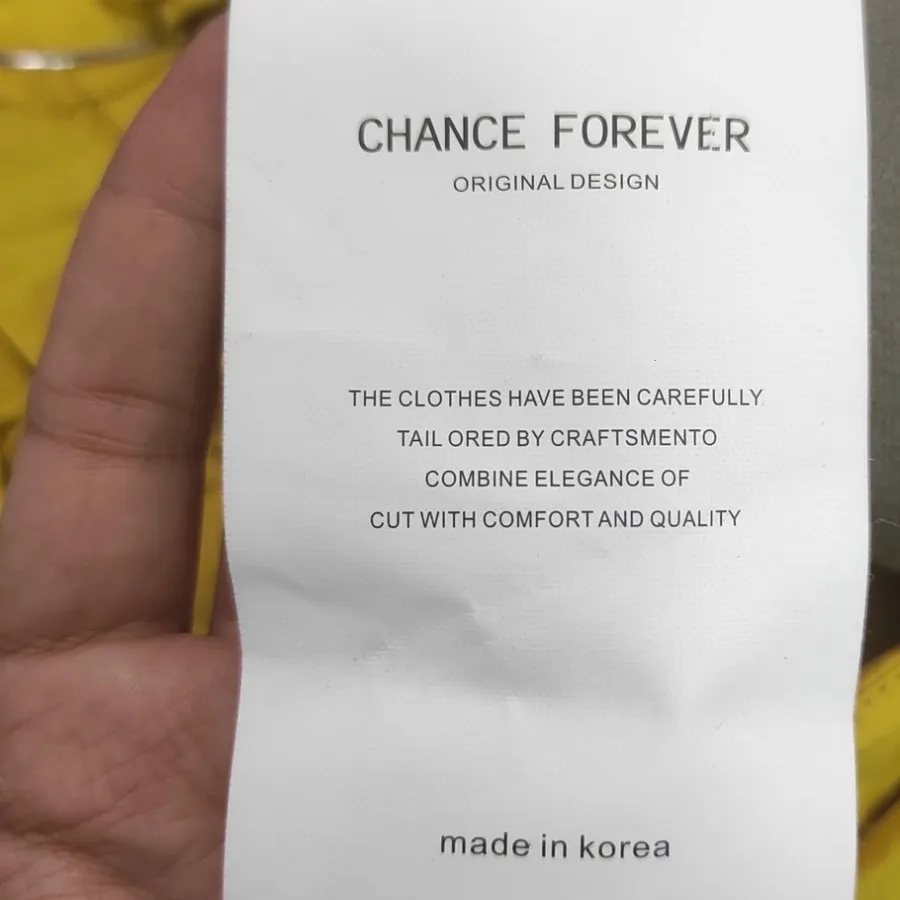 CHANCE FOREVER
ORIGINAL DESIGN
THE CLOTHES HAVE BEEN CAREFULLY
TAIL ORED BY CRAFTSMENTO
COMBINE ELEGANCE OF
CUT WITH COMFORT AND QUALITY
made in korea